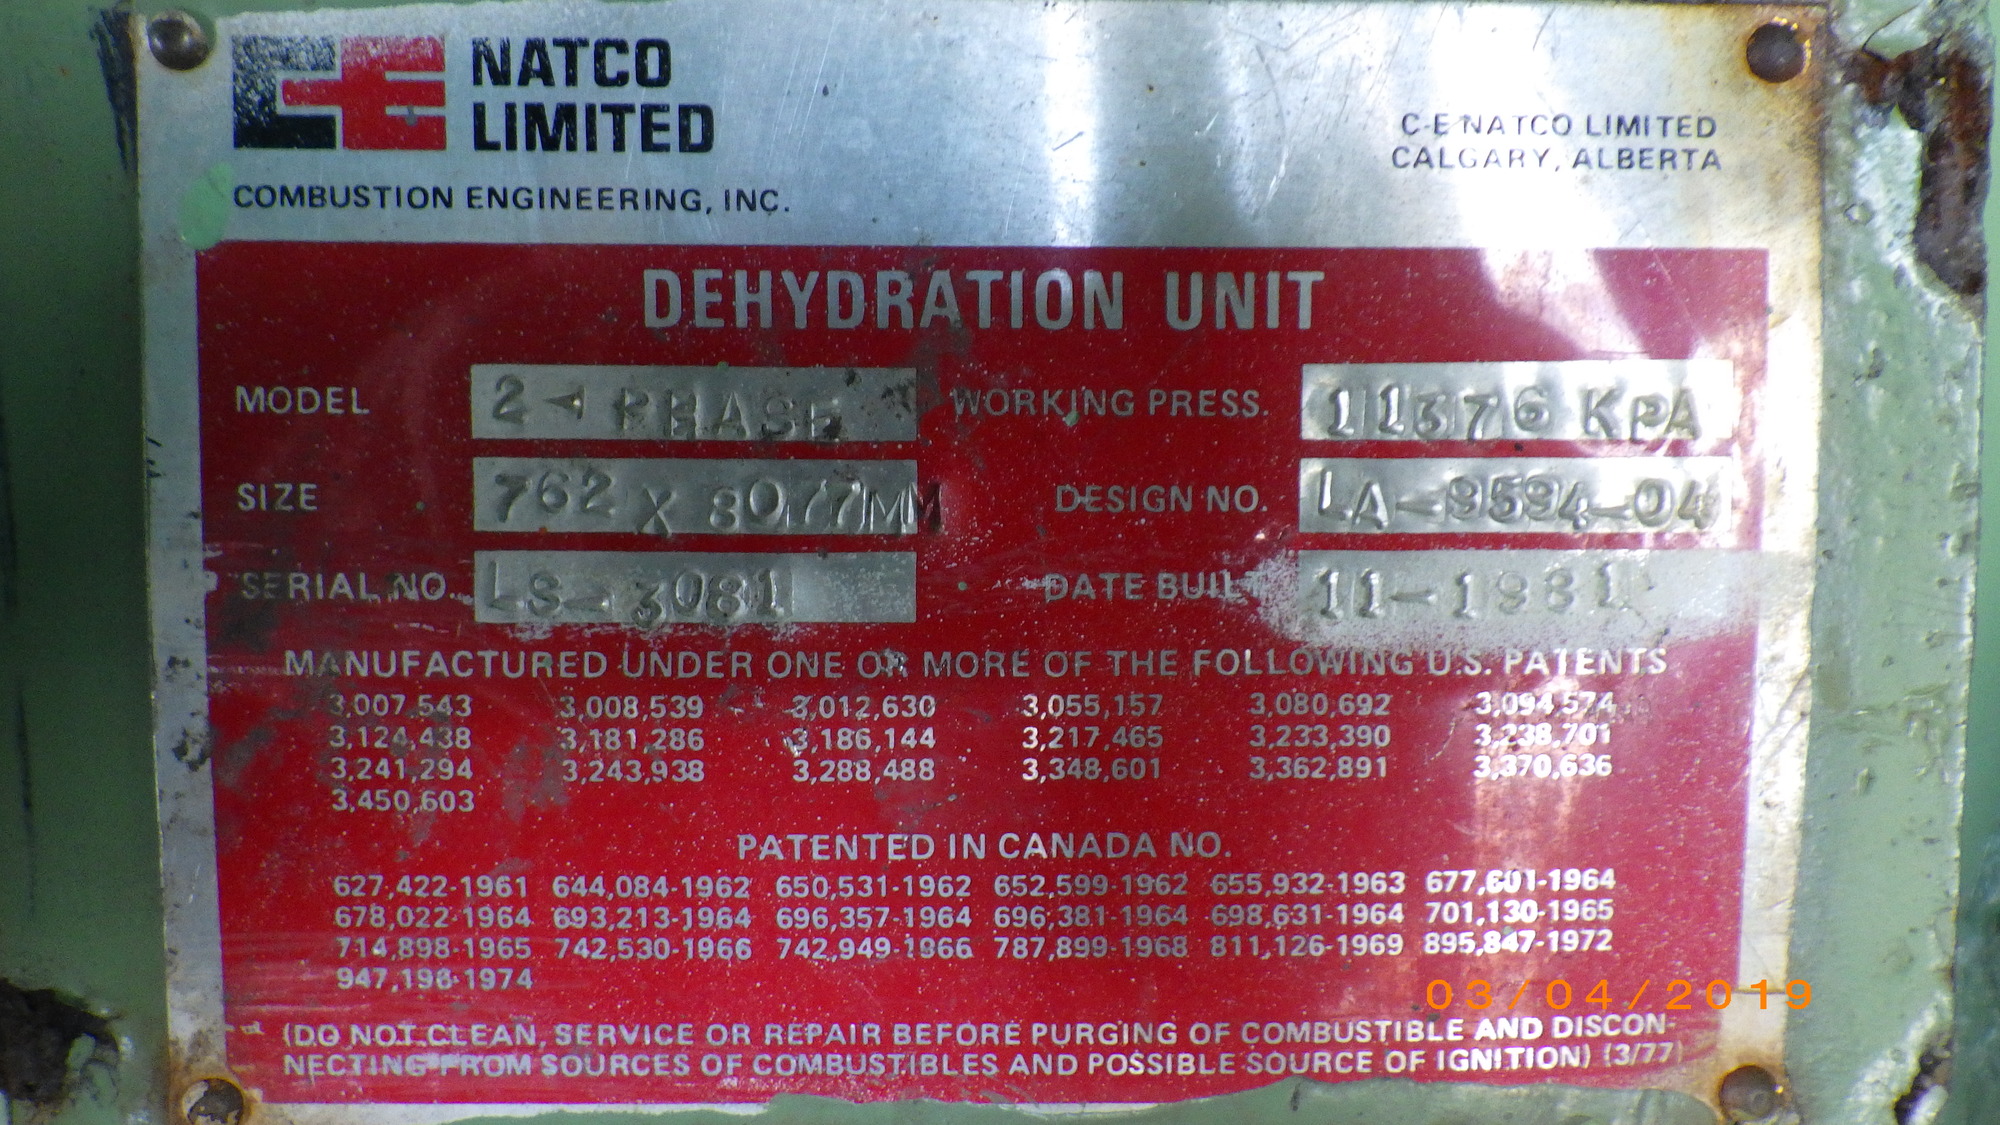 CE NATCO
LIMITED
COMBUSTION ENGINEERING, INC.
C-E NATCO LIMITED
CALGARY, ALBERTA
DEHYDRATION UNIT
MODEL 2-PHASE WORKING PRESS. 11376 KPA
SIZE 762 X 8077MM DESIGN NO. LA-9594-04
SERIAL NO. LS-3081 DATE BUILT 11-1981
MANUFACTURED UNDER ONE OR MORE OF THE FOLLOWING U.S. PATENTS
3,007,543 3,008,539 3,012,630 3,055,157 3,080,692 3,094,574
3,124,438 3,181,286 3,186,144 3,217,465 3,233,390 3,238,701
3,241,294 3,243,938 3,288,488 3,348,601 3,362,891 3,370,636
3,450,603
PATENTED IN CANADA NO.
627,422-1961 644,084-1962 650,531-1962 652,599-1962 655,932-1963 677,601-1964
678,022-1964 693,213-1964 696,357-1964 696,381-1964 698,631-1964 701,130-1965
714,898-1965 742,530-1966 742,949-1966 787,899-1968 811,126-1969 895,847-1972
947,196-1974
03/04/2019
(DO NOT CLEAN, SERVICE OR REPAIR BEFORE PURGING OF COMBUSTIBLE AND DISCON-
NECTING FROM SOURCES OF COMBUSTIBLES AND POSSIBLE SOURCE OF IGNITION) (3/77)